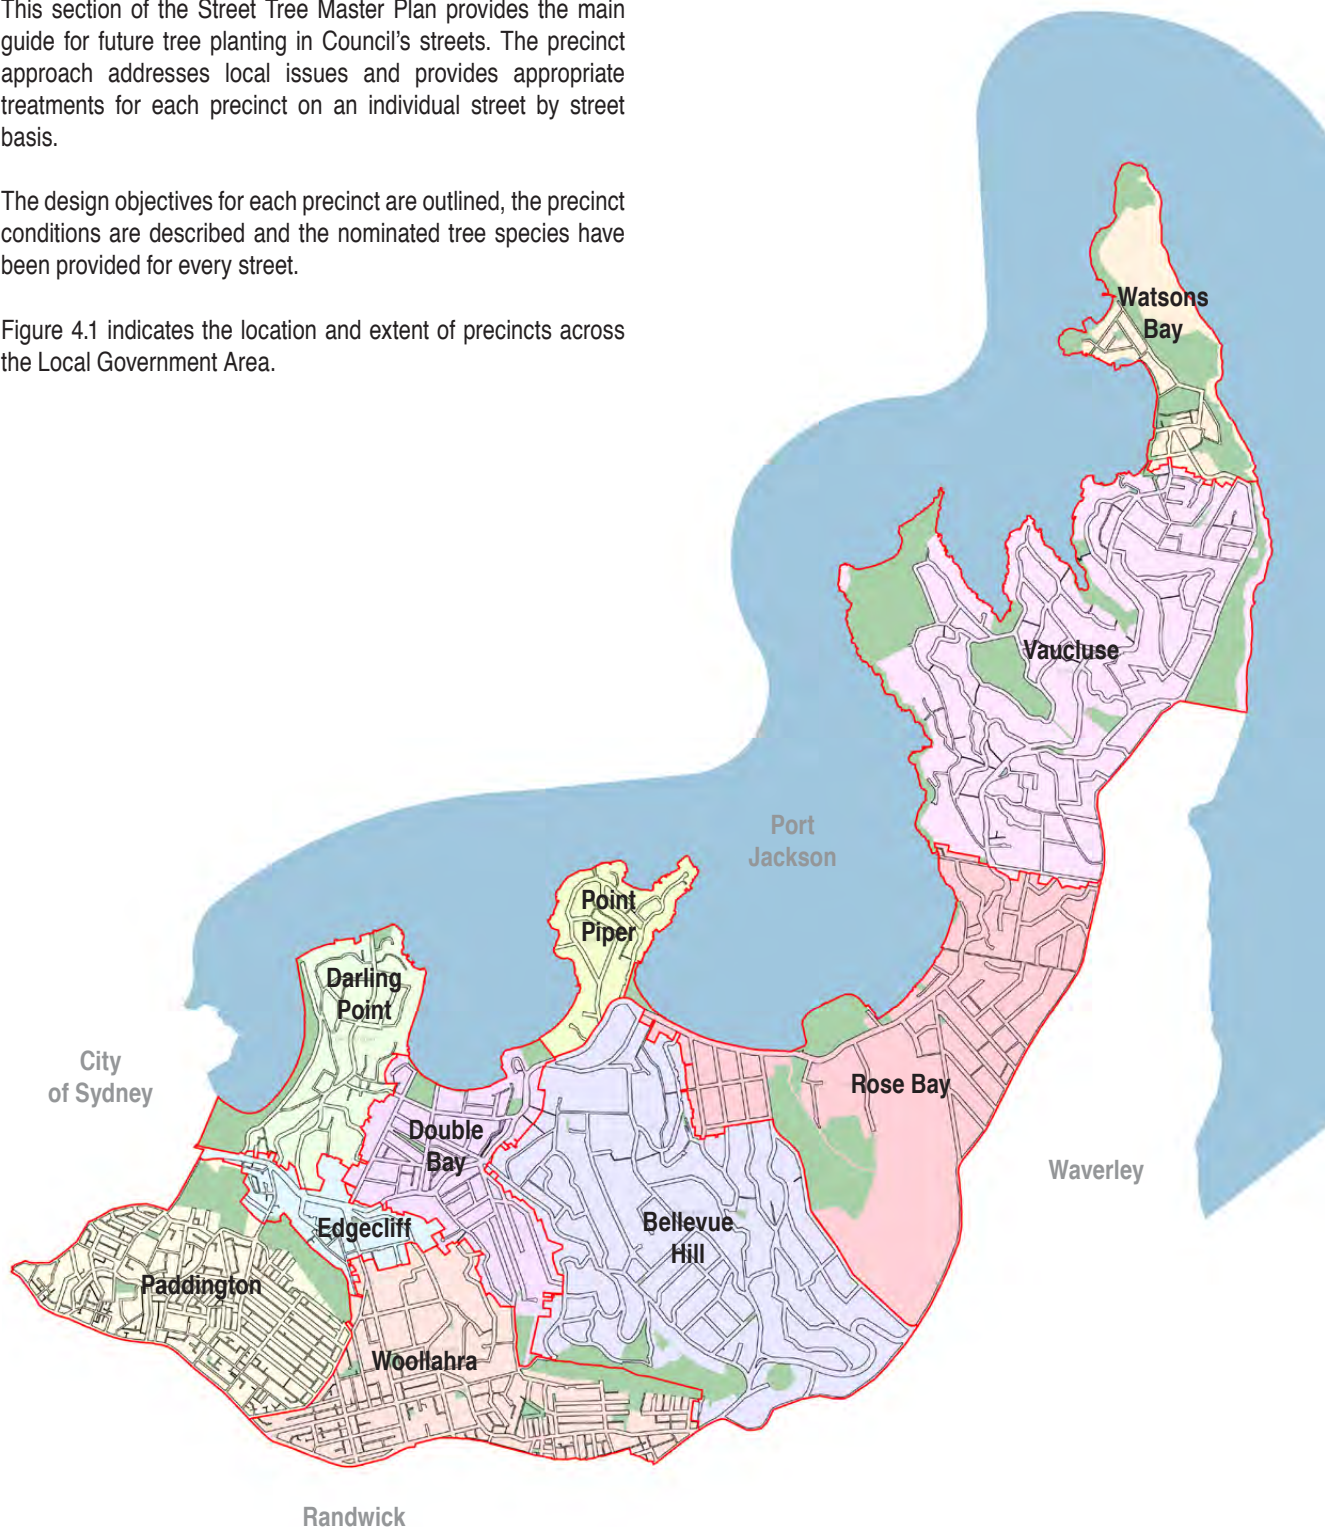 This section of the Street Tree Master Plan provides the main
guide for future tree planting in Council's streets. The precinct
approach addresses local issues and provides appropriate
treatments for each precinct on an individual street by street
basis.
The design objectives for each precinct are outlined, the precinct
conditions are described and the nominated tree species have
been provided for every street.
Figure 4.1 indicates the location and extent of precincts across
the Local Government Area.
Watsons
Bay
Vaucluse
Port
Jackson
Point
Piper
Darling
Point
City
of Sydney
Rose Bay
Double
Bay
Waverley
Edgecliff
Bellevue
Hill
Paddington
Woollahra
Randwick